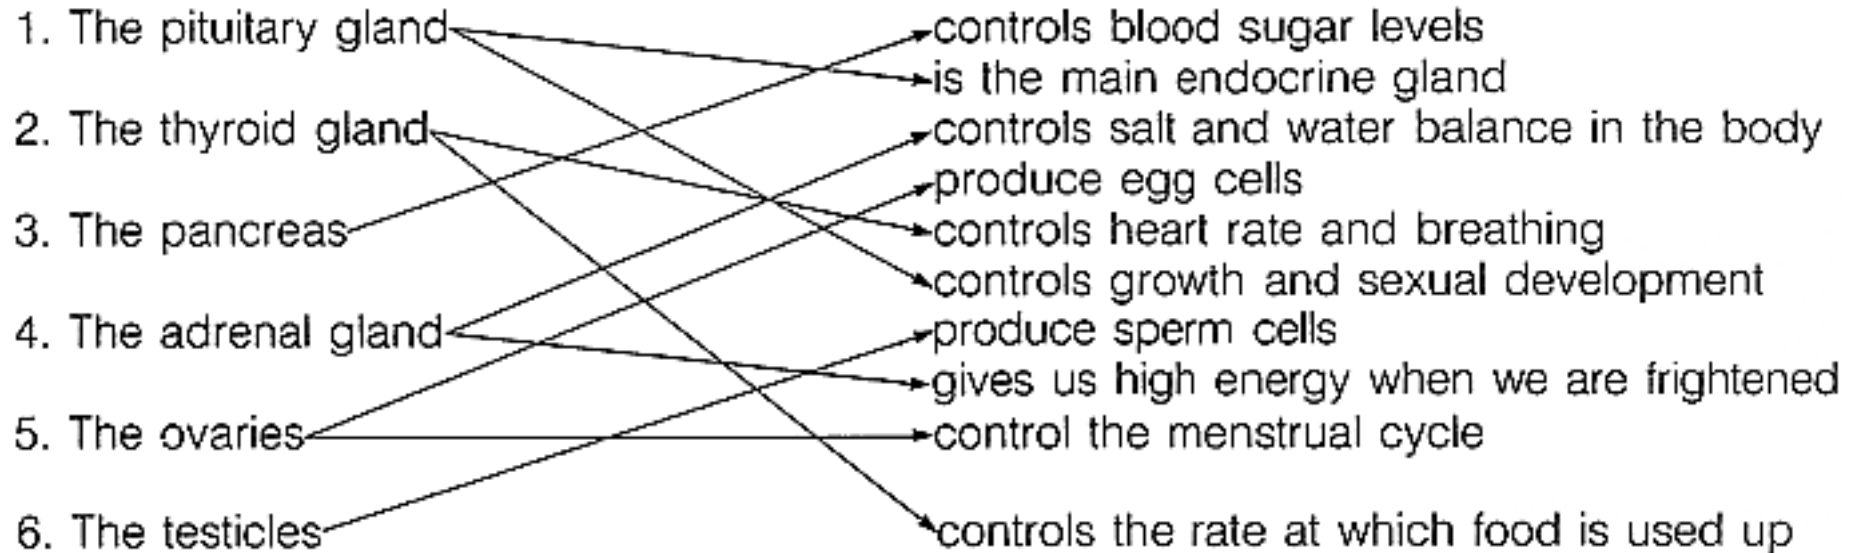 1. The pituitary gland
controls blood sugar levels
is the main endocrine gland
2. The thyroid gland
controls salt and water balance in the body
produce egg cells
3. The pancreas
controls heart rate and breathing
controls growth and sexual development
4. The adrenal gland
produce sperm cells
gives us high energy when we are frightened
5. The ovaries
control the menstrual cycle
6. The testicles
controls the rate at which food is used up